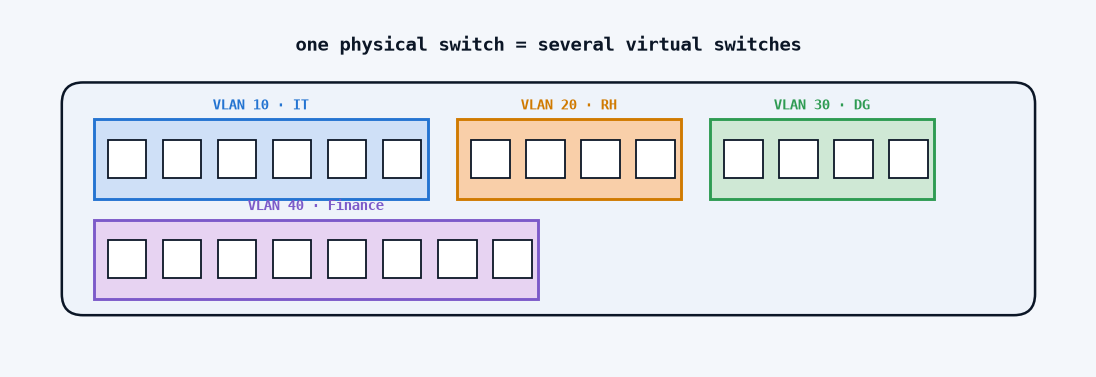 one physical switch = several virtual switches
VLAN 10 · IT
VLAN 20 · RH
VLAN 30 · DG
VLAN 40 · Finance